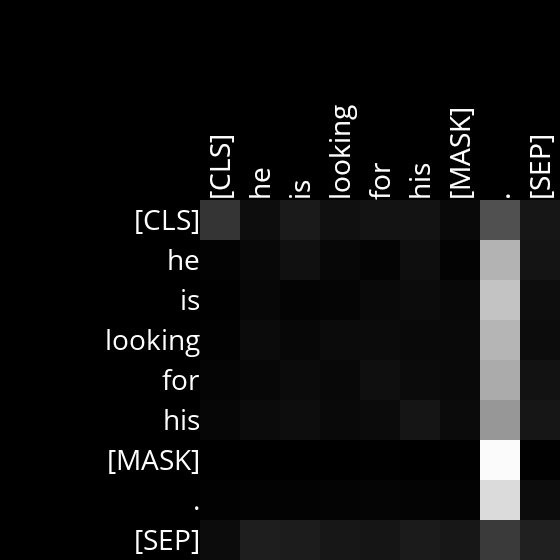 [CLS] he is looking for his [MASK] . [SEP]
[CLS]
he
is
looking
for
his
[MASK]
.
[SEP]